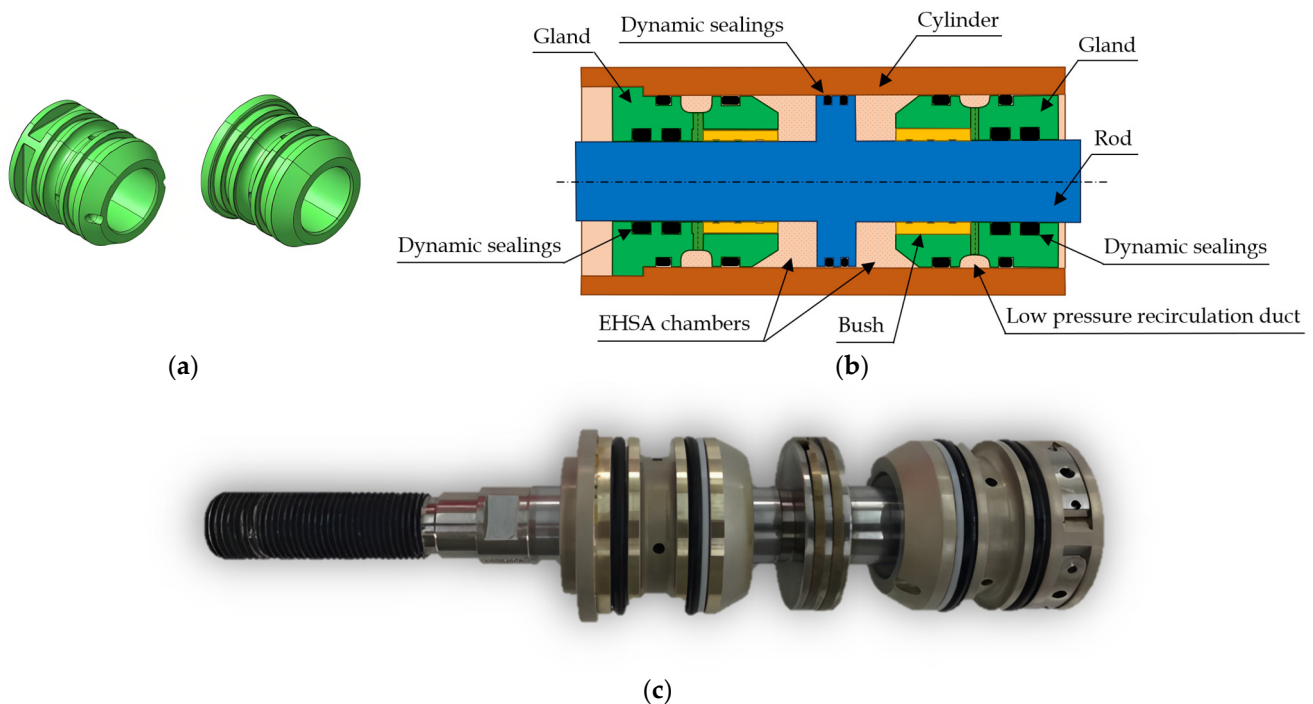 Dynamic sealings
Cylinder
Gland
Gland
Rod
Dynamic sealings
Dynamic sealings
EHSA chambers
Bush
Low pressure recirculation duct
(a)
(b)
(c)